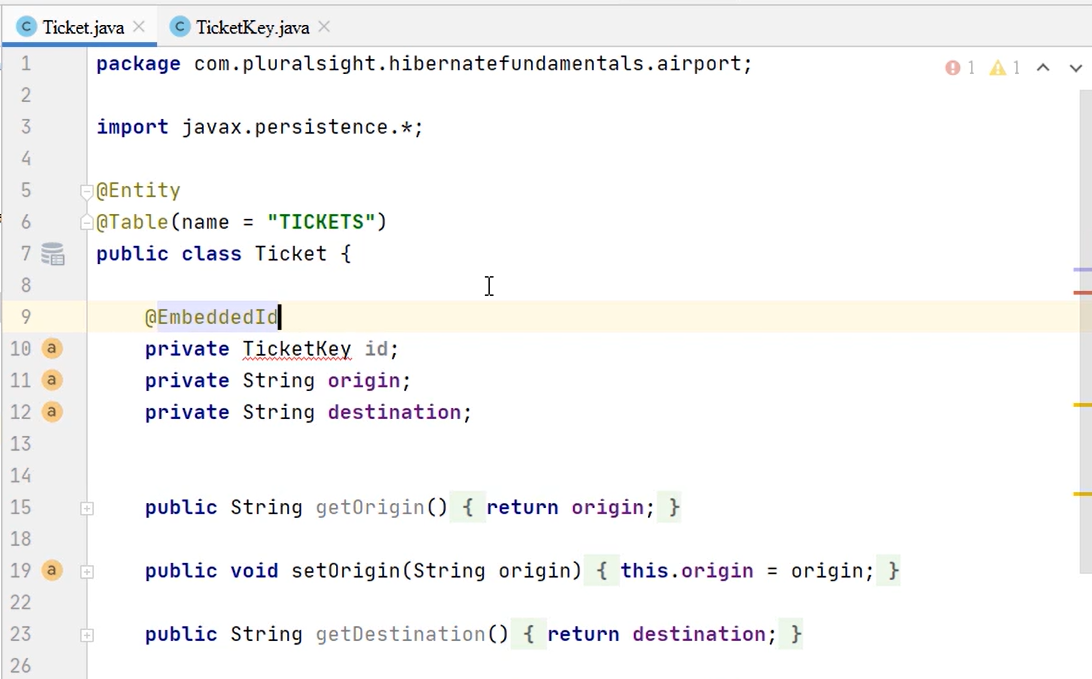 Ticket.java
TicketKey.java
1 package com.pluralsight.hibernatefundamentals.airport;
1 1
2
3 import javax.persistence.*;
4
5 @Entity
6 @Table(name = "TICKETS")
7 public class Ticket {
8
9 @EmbeddedId
10 a private TicketKey id;
11 a private String origin;
12 a private String destination;
13
14
15 public String getOrigin() { return origin; }
18
19 a public void setOrigin(String origin) { this.origin = origin; }
22
23 public String getDestination() { return destination; }
26